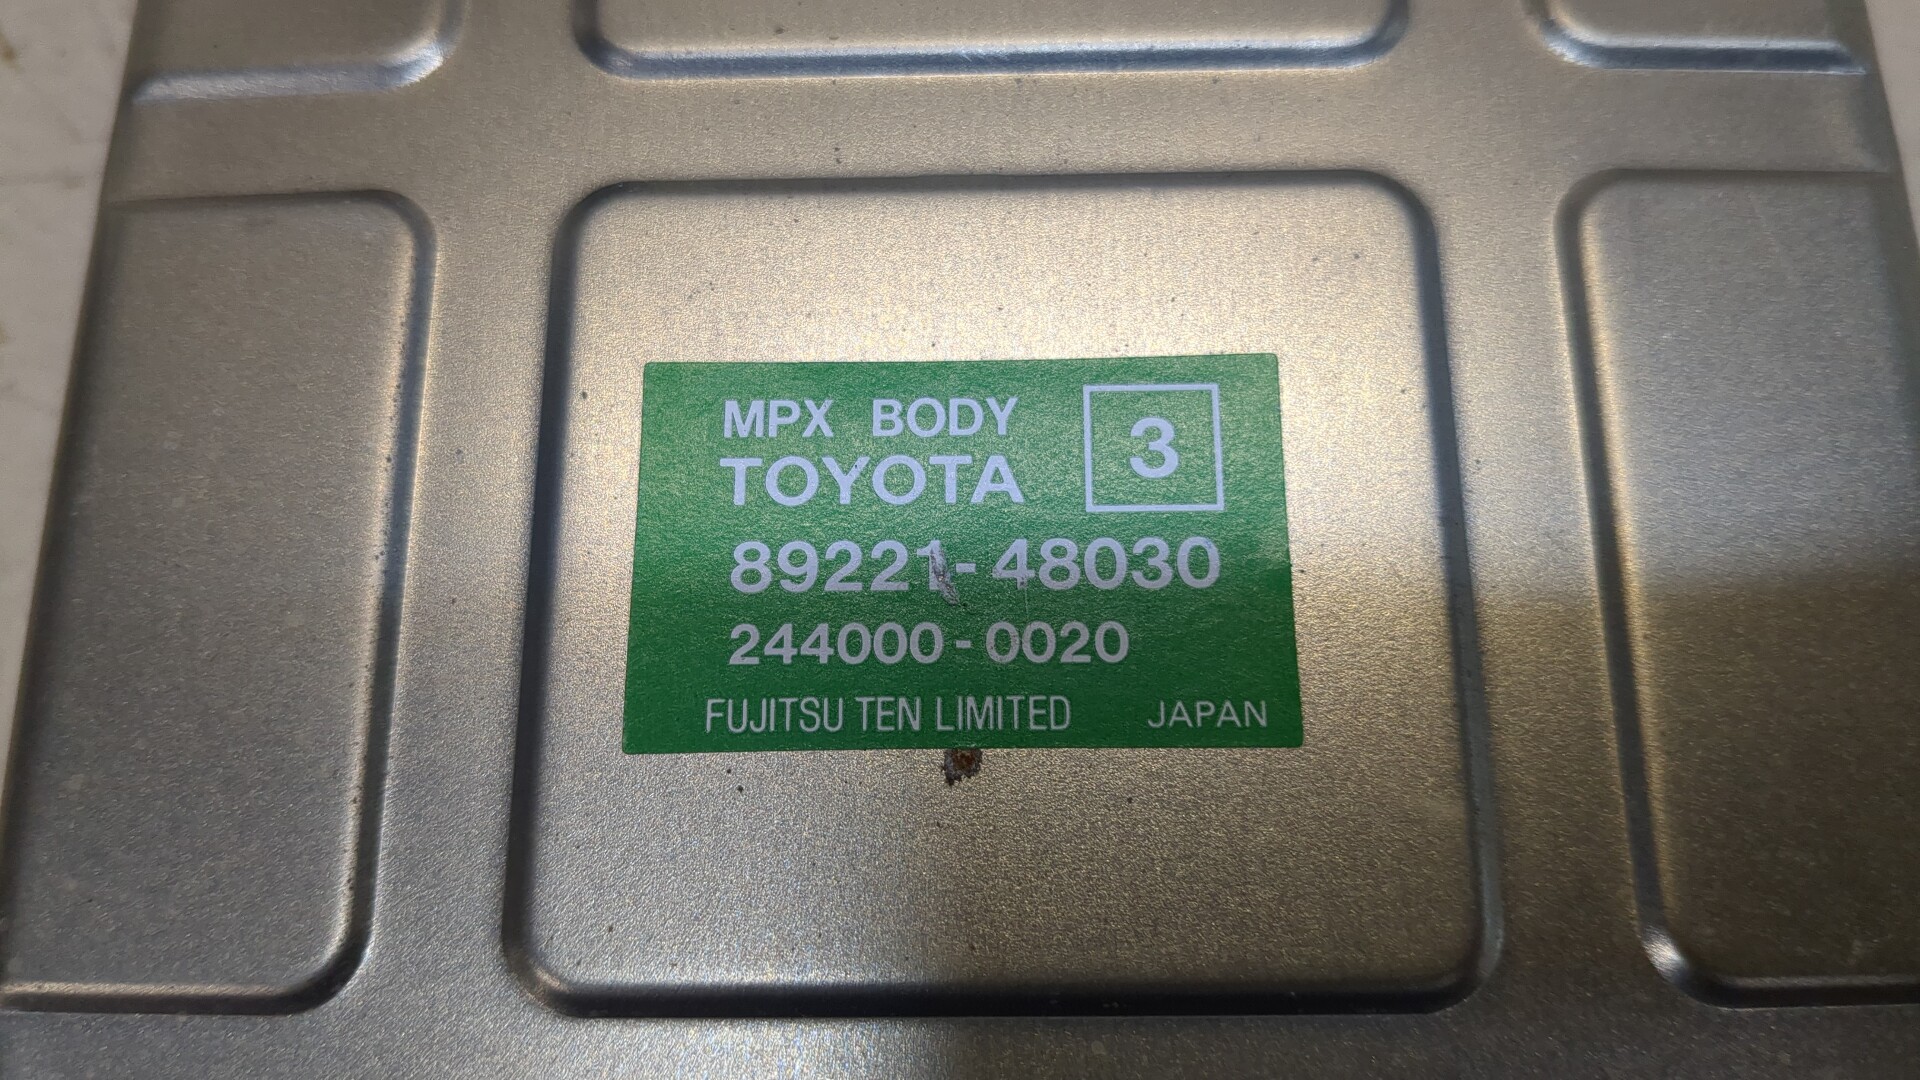 MPX BODY
TOYOTA
3
89221-48030
244000-0020
FUJITSU TEN LIMITED JAPAN